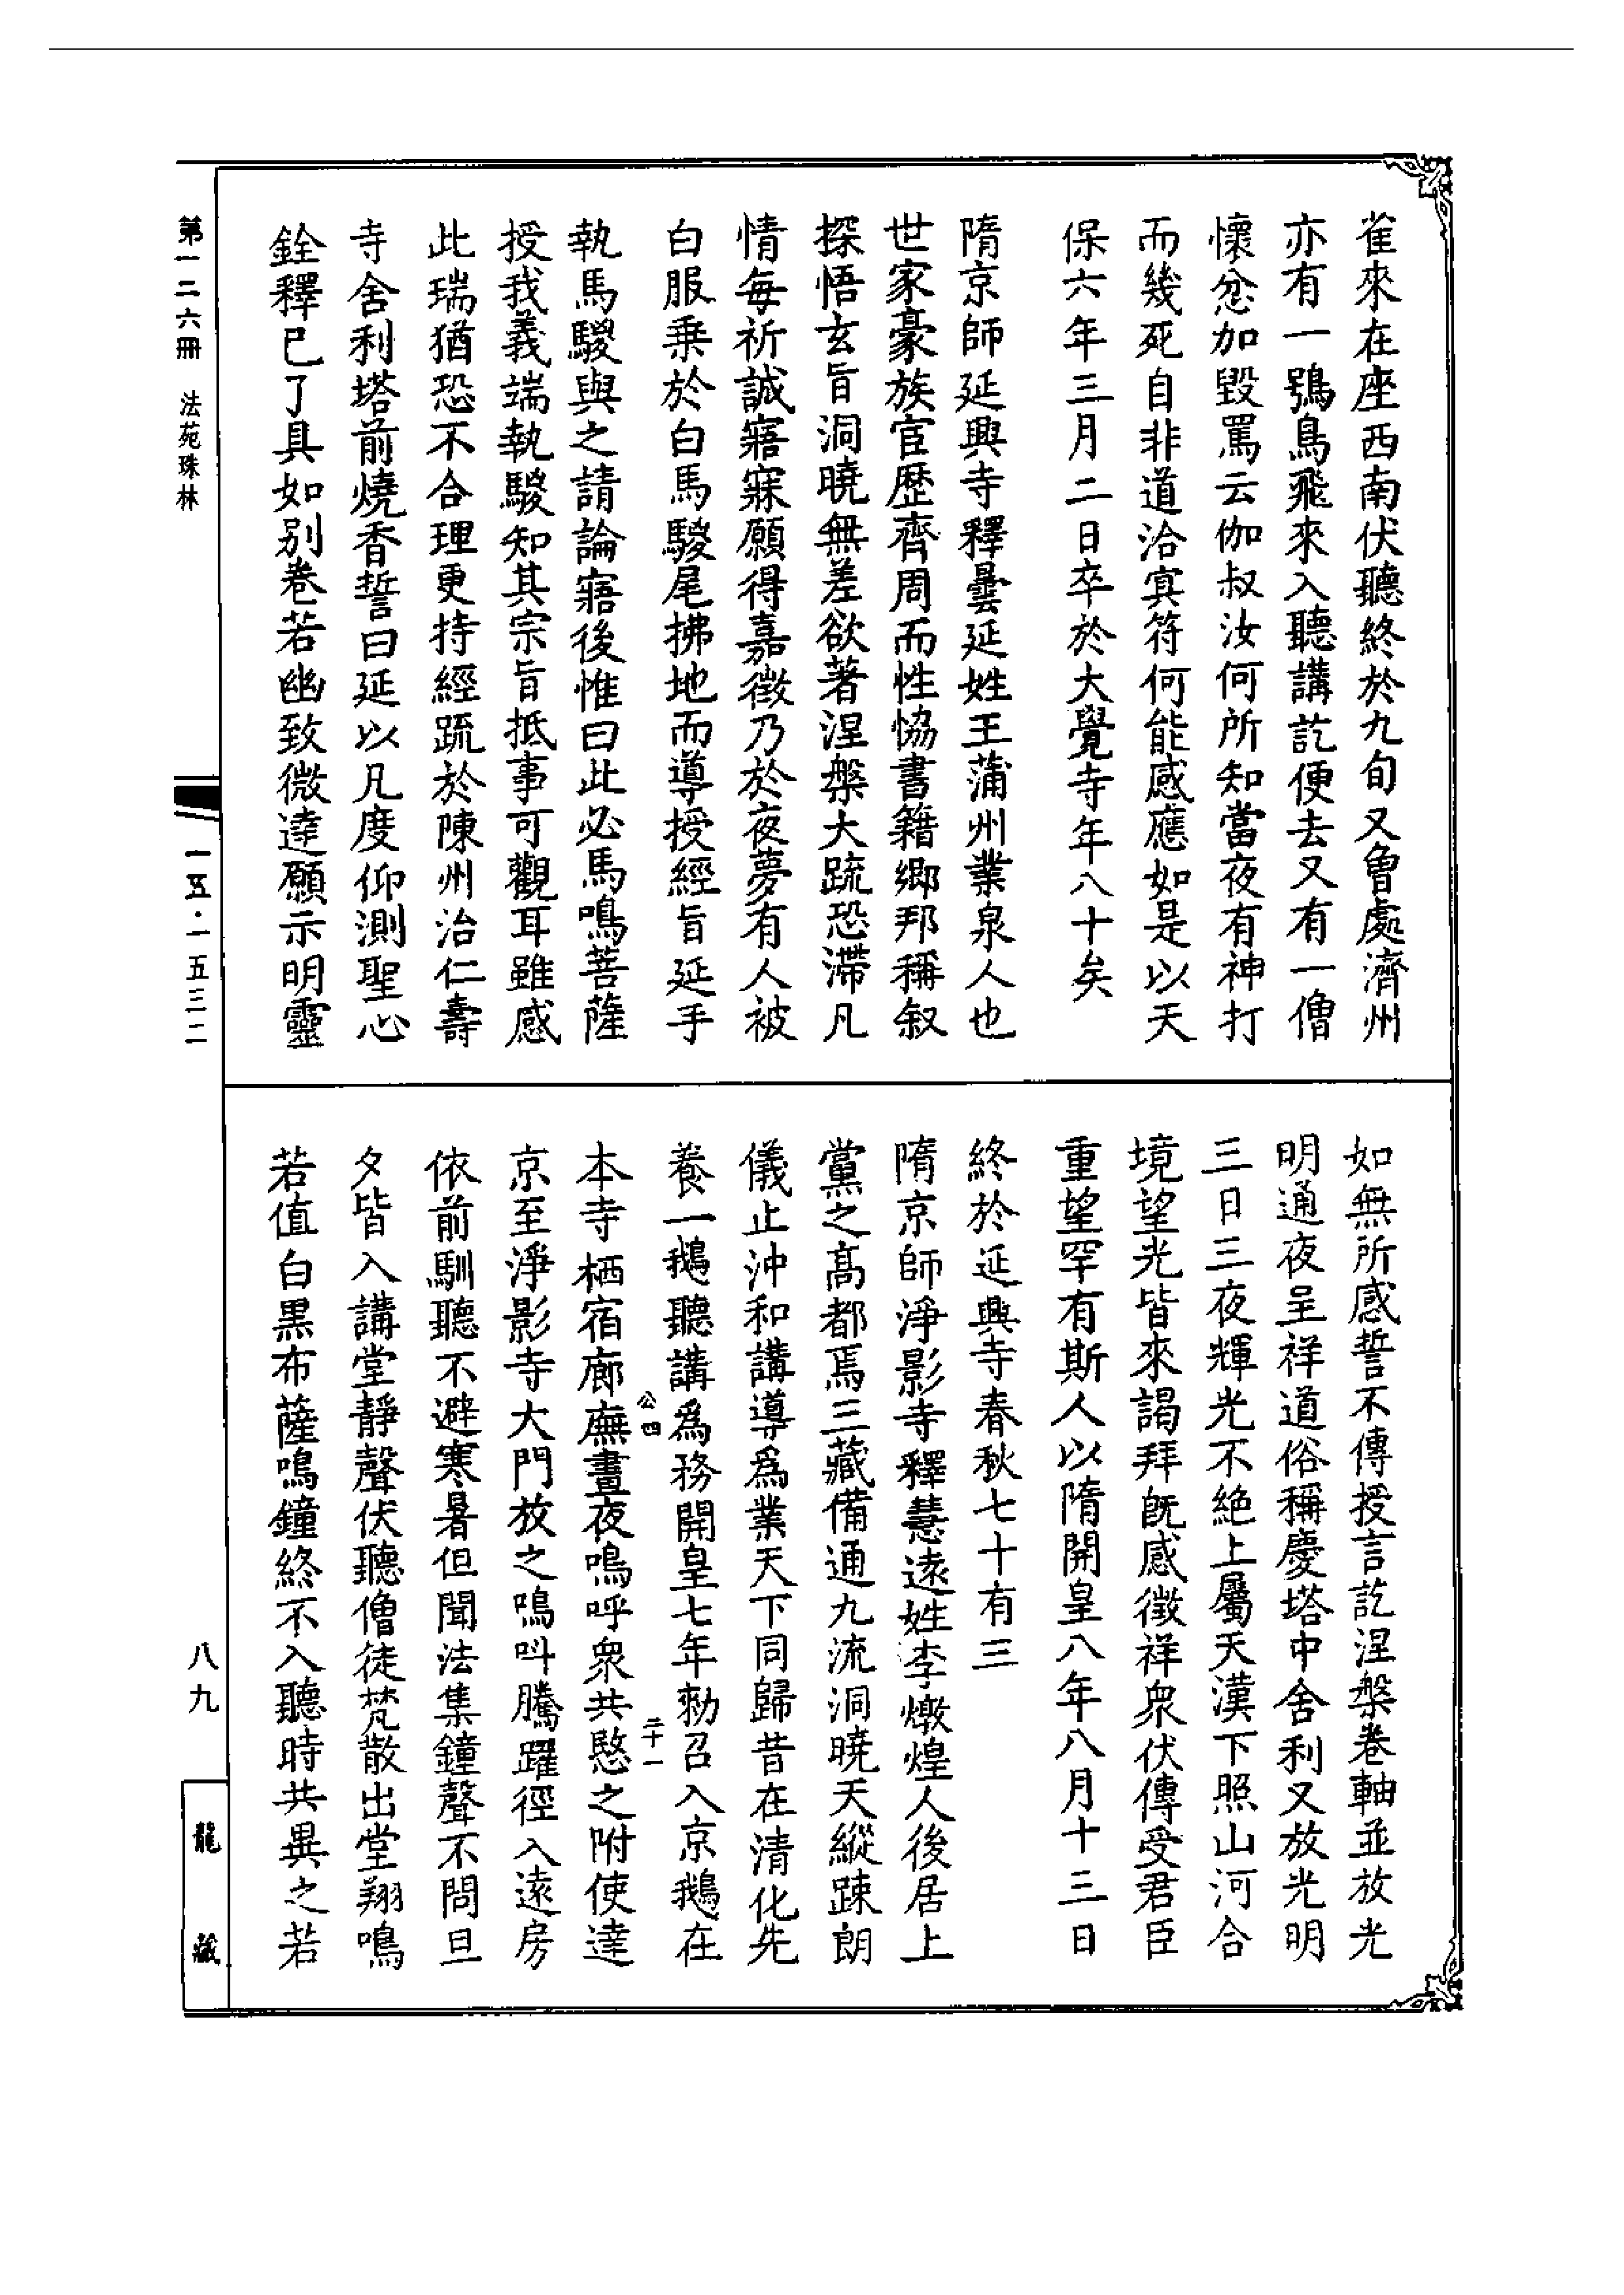 雀來在座西南伏聽終於九旬又曾處濟州
亦有一鴞鳥飛來入聽講訖便去又有一僧
懷忿加毀罵云伽叔汝何所知當夜有神打
而幾死自非道洽寘符何能感應如是以天
保六年三月二日卒於大覺寺年八十矣
隋京師延興寺釋曇延姓王蒲州業泉人也
世家豪族官歷齊周而性恊書籍鄉邦稱叙
探悟玄旨洞曉無差欲著涅槃大疏恐滯凡
情每祈誠寤寐願得嘉徵乃於夜夢有人被
白服乘於白馬騣尾拂地而導授經旨延手
執馬騣與之請論寤後惟曰此必馬鳴菩薩
授我義端執騣知其宗旨抵事可觀耳雖感
此瑞猶恐不合理更持經䟽於陳州治仁壽
寺舍利塔前燒香誓曰延以凡度仰測聖心
銓釋已了具如别卷若幽致微達願示明靈
如無所感誓不傳授言訖涅槃卷軸並放光
明通夜呈祥道俗稱慶塔中舍利又放光明
三日三夜輝光不絶上屬天漢下照山河合
境望光皆來謁拜旣感徵祥衆伏傳受君臣
重望罕有斯人以隋開皇八年八月十三日
終於延興寺春秋七十有三
隋京師淨影寺釋慧遠姓李燉煌人後居上
黨之高都焉三藏備通九流洞曉天縱踈朗
儀止沖和講導爲業天下同歸昔在清化先
養一鵝聽講爲務開皇七年勑召入京鵝在
公四
二十一
本寺栖宿廊廡晝夜鳴呼衆共愍之附使達
京至淨影寺大門放之鳴叫騰躍徑入遠房
依前馴聽不避寒暑但聞法集鐘聲不問旦
夕皆入講堂靜聲伏聽僧徒梵散出堂翔鳴
若值白黑布薩鳴鐘終不入聽時共異之若
第一二六冊 法苑珠林
一五·一五三二
八九
龍藏